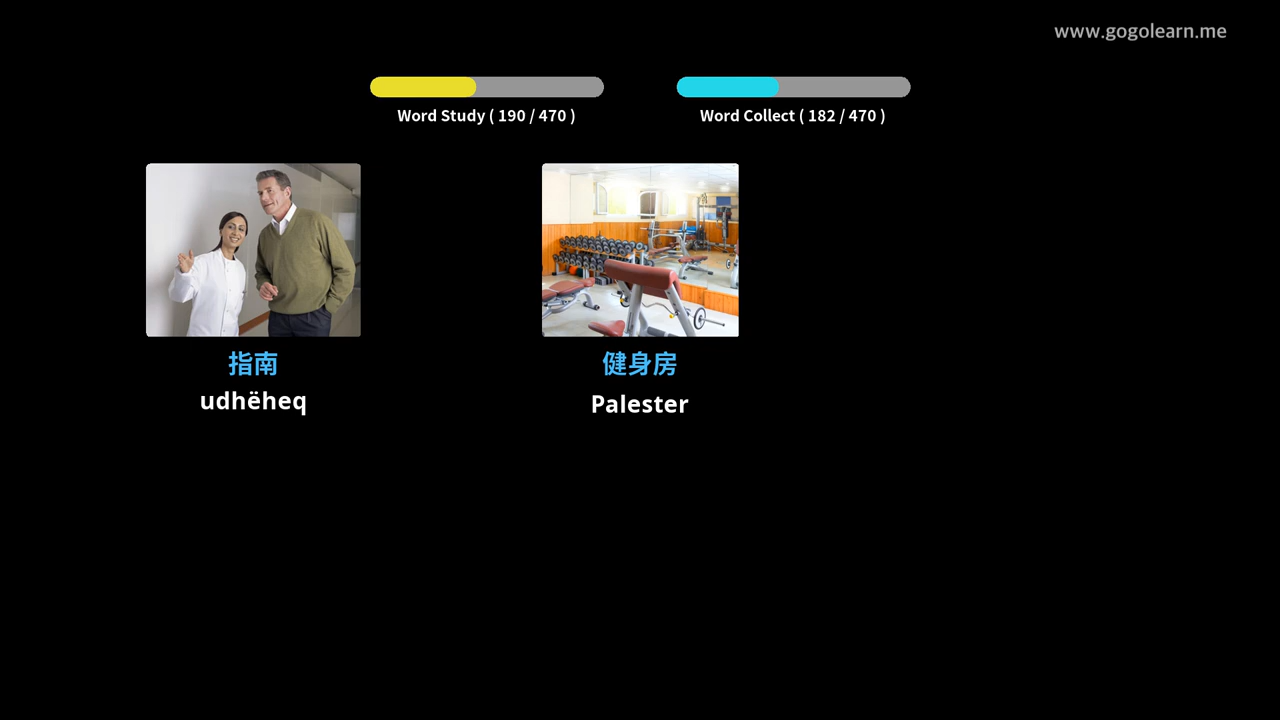 www.gogolearn.me
Word Study ( 190 / 470 )
Word Collect ( 182 / 470 )
指南
udhëheq
健身房
Palester